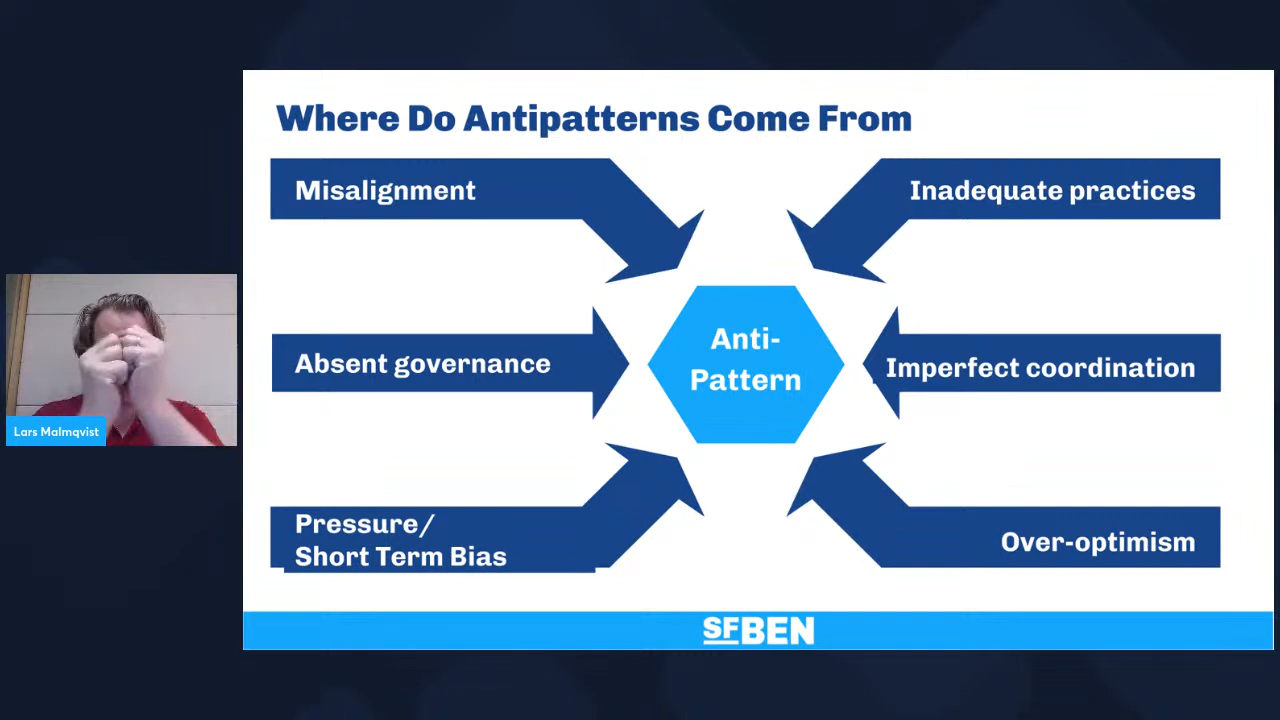 Where Do Antipatterns Come From
Misalignment
Inadequate practices
Anti-
Pattern
Absent governance
Imperfect coordination
Pressure/
Short Term Bias
Over-optimism
Lars Malmqvist
SFBEN